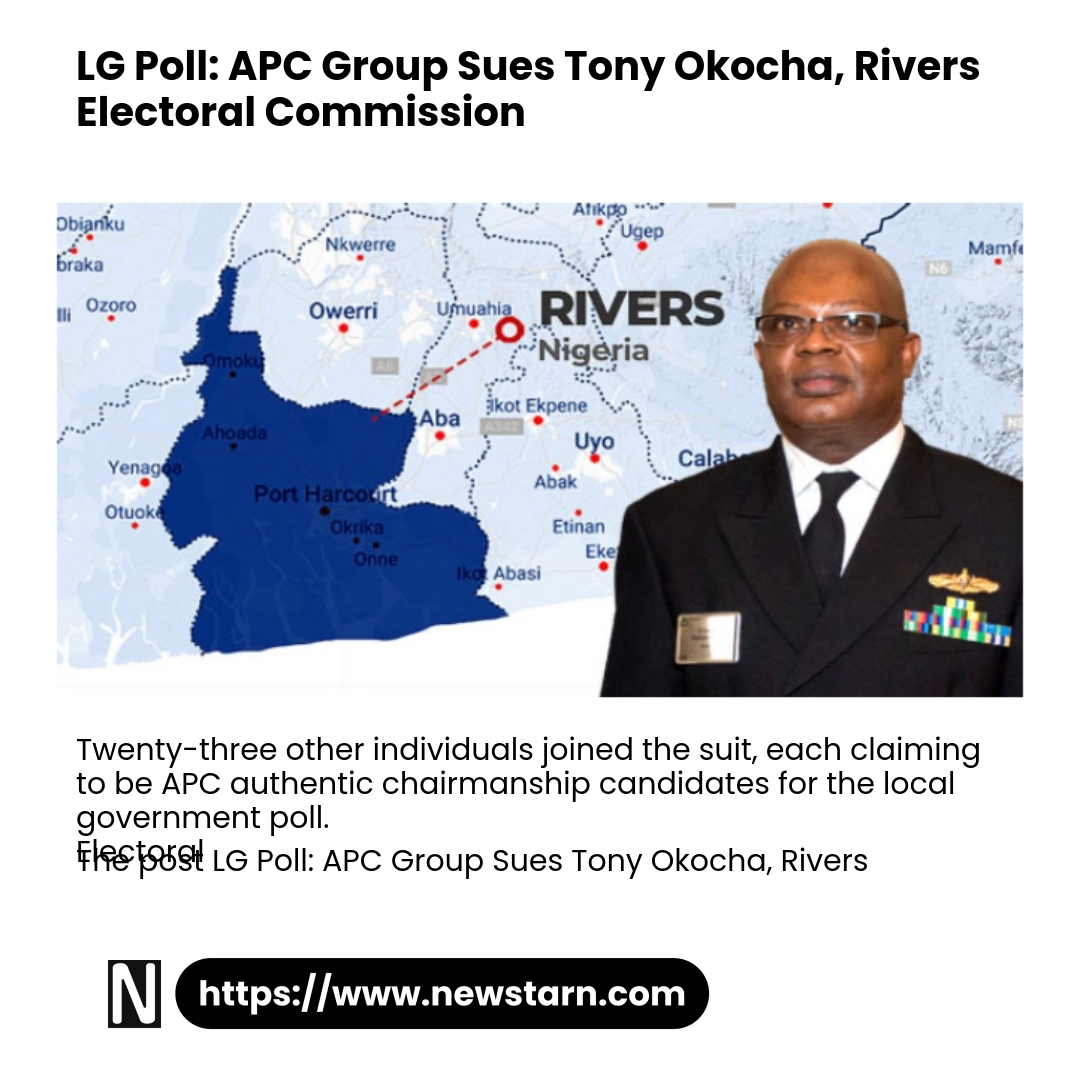 LG Poll: APC Group Sues Tony Okocha, Rivers
Electoral Commission
Obianku
Nkwerre
Afikpo
Ugep
Mamfe
braka
N6
Ozoro
Owerri
Umuahia
RIVERS
Nigeria
Omoku
A6
Aba
Ikot Ekpene
A342
Ahoada
Uyo
Calab
Yenagoa
Port Harcourt
Abak
Otuoke
Okrika
Etinan
Onne
Eke
Ikot Abasi
Twenty-three other individuals joined the suit, each claiming
to be APC authentic chairmanship candidates for the local
government poll.
Electoral
The post LG Poll: APC Group Sues Tony Okocha, Rivers
N
https://www.newstarn.com